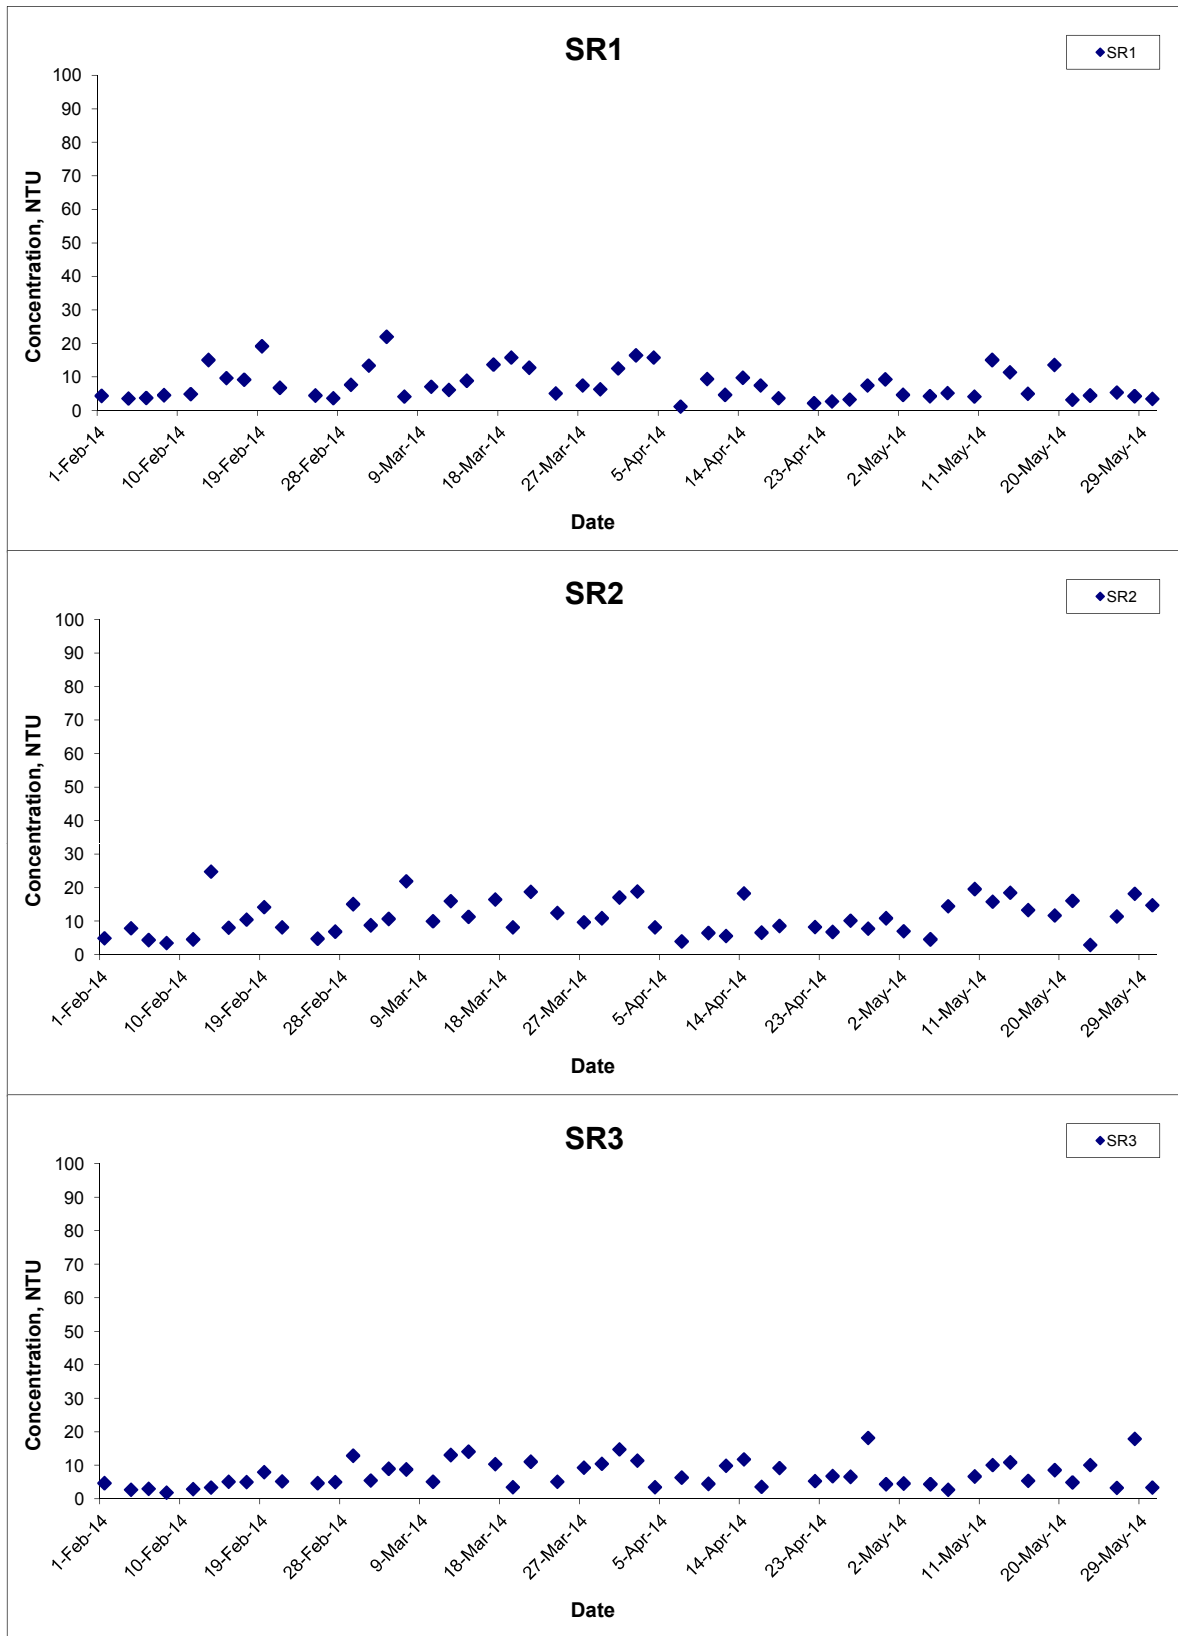 SR1
SR1
100
90
80
70
60
50
40
30
20
10
0
Concentration, NTU
1-Feb-14
10-Feb-14
19-Feb-14
28-Feb-14
9-Mar-14
18-Mar-14
27-Mar-14
5-Apr-14
14-Apr-14
23-Apr-14
2-May-14
11-May-14
20-May-14
29-May-14
Date
SR2
SR2
100
90
80
70
60
50
40
30
20
10
0
Concentration, NTU
1-Feb-14
10-Feb-14
19-Feb-14
28-Feb-14
9-Mar-14
18-Mar-14
27-Mar-14
5-Apr-14
14-Apr-14
23-Apr-14
2-May-14
11-May-14
20-May-14
29-May-14
Date
SR3
SR3
100
90
80
70
60
50
40
30
20
10
0
Concentration, NTU
1-Feb-14
10-Feb-14
19-Feb-14
28-Feb-14
9-Mar-14
18-Mar-14
27-Mar-14
5-Apr-14
14-Apr-14
23-Apr-14
2-May-14
11-May-14
20-May-14
29-May-14
Date